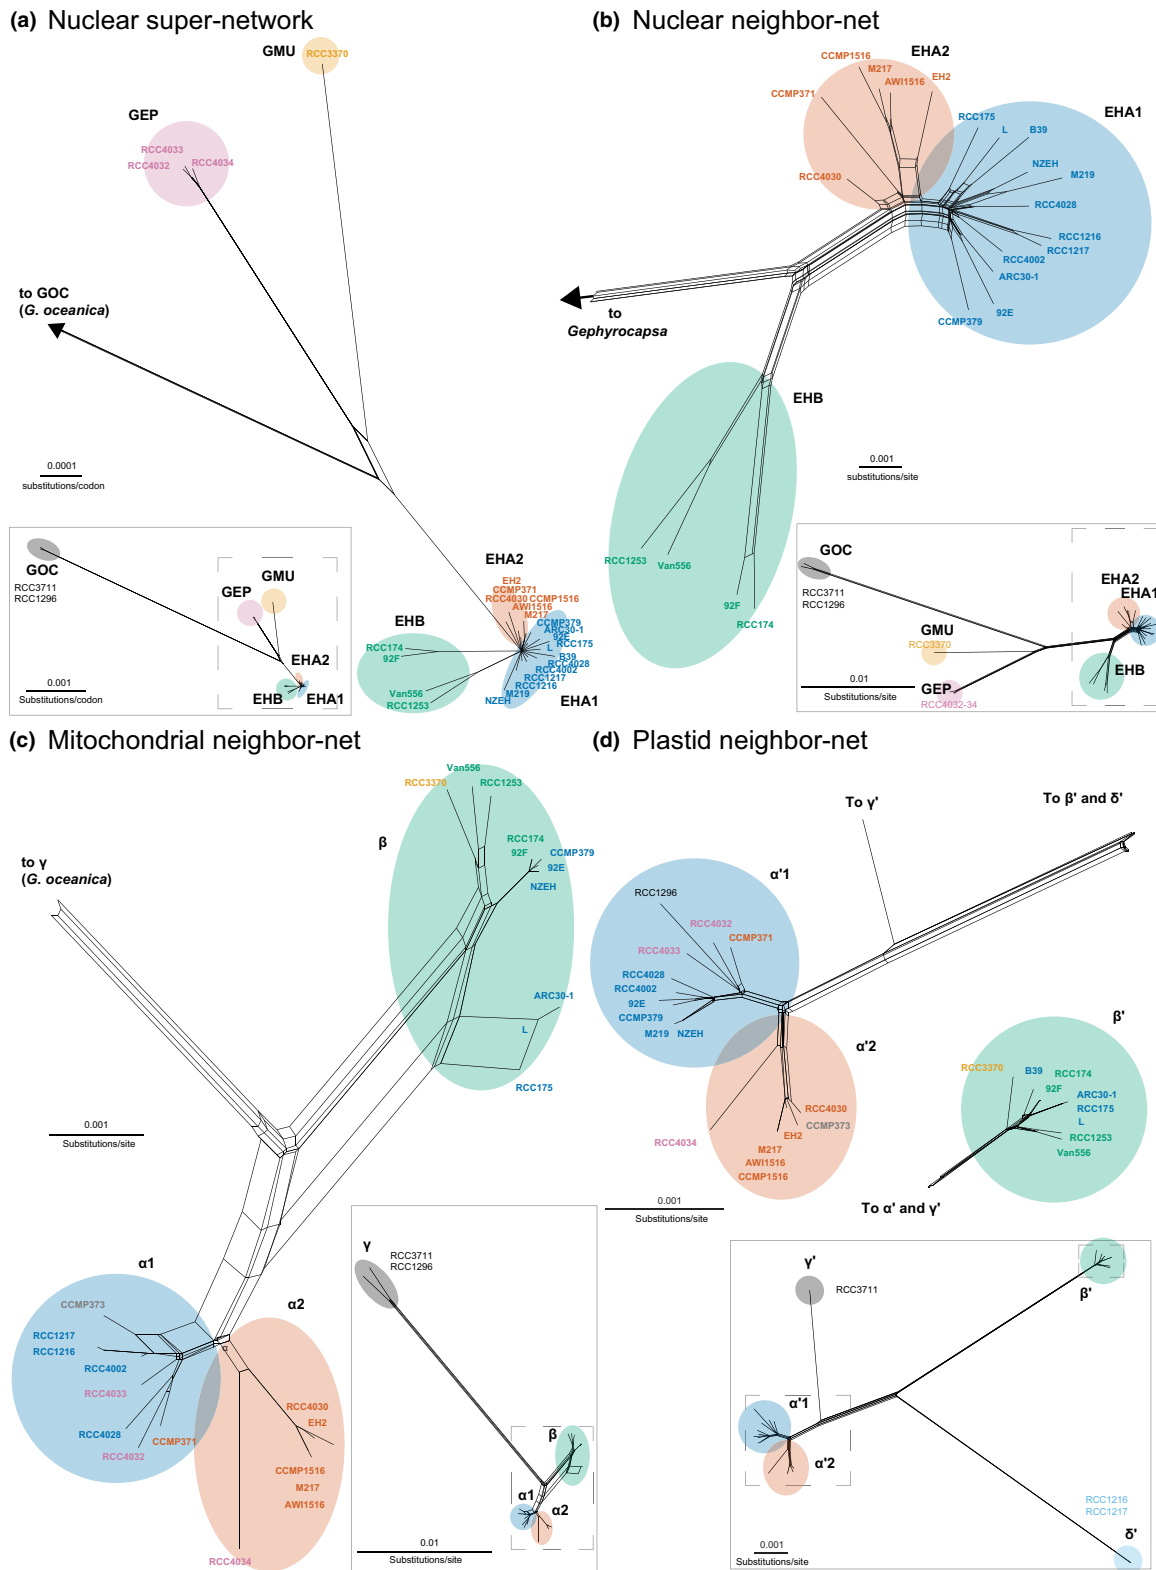 (a) Nuclear super-network
GMU
RCC3370
GEP
RCC4033
RCC4032
RCC4034
to GOC
(G. oceanica)
0.0001
substitutions/codon
GOC
RCC3711
RCC1296
GMU
GEP
EHA2
EHB
EHA1
0.001
Substitutions/codon
EHA2
EH2
CCMP371
RCC4030
CCMP1516
AWI1516
M217
CCMP379
ARC30-1
92E
RCC175
L
B39
RCC4028
RCC4002
RCC1217
RCC1216
M219
NZEH
EHA1
EHB
RCC174
92F
Van556
RCC1253
(b) Nuclear neighbor-net
EHA2
CCMP1516
M217
AWI1516
EH2
CCMP371
RCC4030
EHA1
RCC175
L
B39
NZEH
M219
RCC4028
RCC1216
RCC1217
RCC4002
ARC30-1
92E
CCMP379
to
Gephyrocapsa
EHB
RCC1253
Van556
92F
RCC174
0.001
substitutions/site
GOC
RCC3711
RCC1296
EHA2
EHA1
GMU
RCC3370
EHB
GEP
RCC4032-34
0.01
Substitutions/site
(c) Mitochondrial neighbor-net
Van556
RCC3370
RCC1253
β
RCC174
92F
CCMP379
92E
NZEH
ARC30-1
L
RCC175
to γ
(G. oceanica)
0.001
Substitutions/site
α1
CCMP373
RCC1217
RCC1216
RCC4002
RCC4033
RCC4028
RCC4032
CCMP371
α2
α
RCC4030
EH2
CCMP1516
M217
AWI1516
RCC4034
γ
RCC3711
RCC1296
β
α1
α2
0.01
Substitutions/site
(d) Plastid neighbor-net
To γ'
To β' and δ'
α'1
RCC1296
RCC4032
RCC4033
CCMP371
RCC4028
RCC4002
92E
CCMP379
M219
NZEH
α'2
RCC4034
RCC4030
CCMP373
EH2
M217
AWI1516
CCMP1516
0.001
Substitutions/site
β'
RCC3370
B39
RCC174
92F
ARC30-1
RCC175
L
RCC1253
Van556
To α' and γ'
γ'
RCC3711
β'
α'1
α'2
RCC1216
RCC1217
δ'
0.001
Substitutions/site